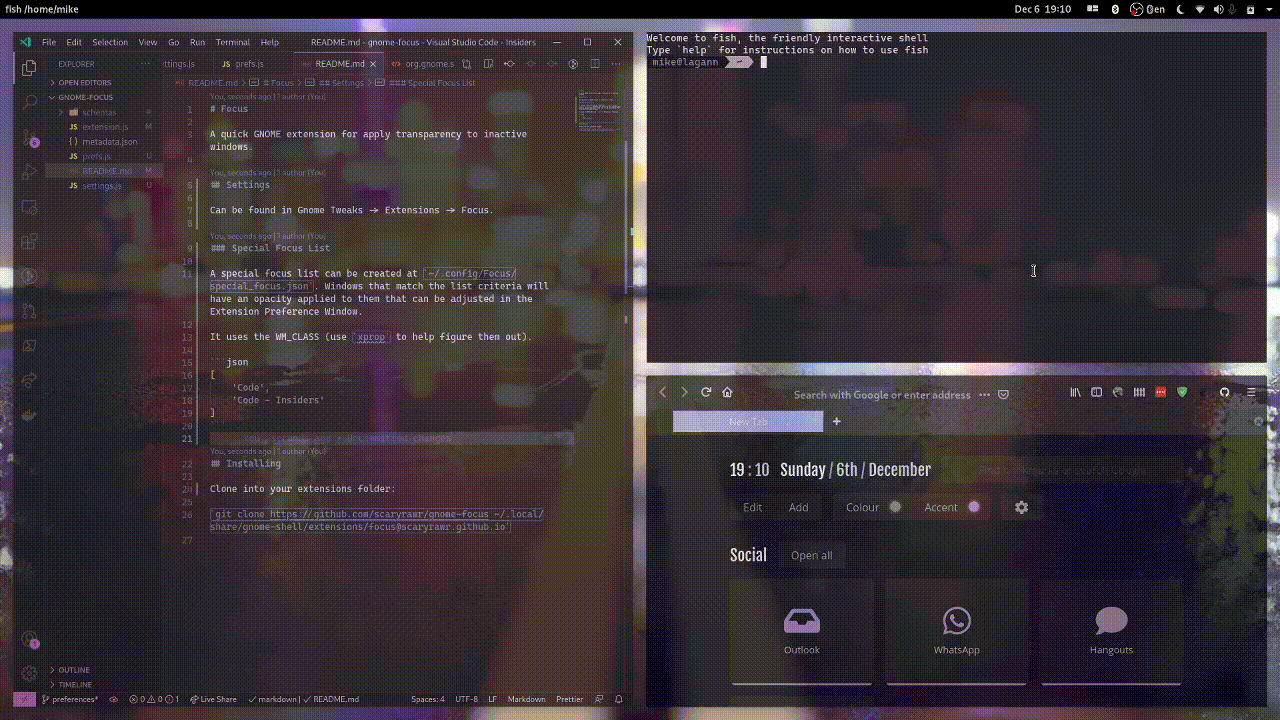 fish /home/mike
Dec 6 19:10
en
File Edit Selection View Go Run Terminal Help
README.md - gnome-focus - Visual Studio Code - Insiders
EXPLORER
ttings.js
JS prefs.js
README.md
JS org.gnome.s
README.md > # Focus > ## Settings > ### Special Focus List
OPEN EDITORS
GNOME-FOCUS
schemas
JS extension.js M
{} metadata.json
JS prefs.js U
README.md M
JS settings.js U
You, seconds ago | 1 author (You)
1 # Focus
2
3 A quick GNOME extension for apply transparency to inactive
windows.
4
You, seconds ago | 1 author (You)
5 ## Settings
6
7 Can be found in Gnome Tweaks -> Extensions -> Focus.
8
You, seconds ago | 1 author (You)
9 ### Special Focus List
10
11 A special focus list can be created at `~/.config/Focus/
special_focus.json`. Windows that match the list criteria will
have an opacity applied to them that can be adjusted in the
Extension Preference Window.
12
13 It uses the WM_CLASS (use `xprop` to help figure them out).
14
15 ```json
16 [
17 'Code',
18 'Code - Insiders'
19 ]
20
21
You, seconds ago | 1 author (You)
22 ## Installing
23
24 Clone into your extensions folder:
25
26 `git clone https://github.com/scaryrawr/gnome-focus ~/.local/
share/gnome-shell/extensions/focus@scaryrawr.github.io`
27
OUTLINE
TIMELINE
preferences*
0 0 1
Live Share
markdown | README.md
Spaces: 4
UTF-8
LF
Markdown
Prettier
Welcome to fish, the friendly interactive shell
Type `help` for instructions on how to use fish
mike@lagann ~
Search with Google or enter address
New Tab
19 : 10 Sunday / 6th / December
Edit Add Colour Accent
Social Open all
Outlook
WhatsApp
Hangouts